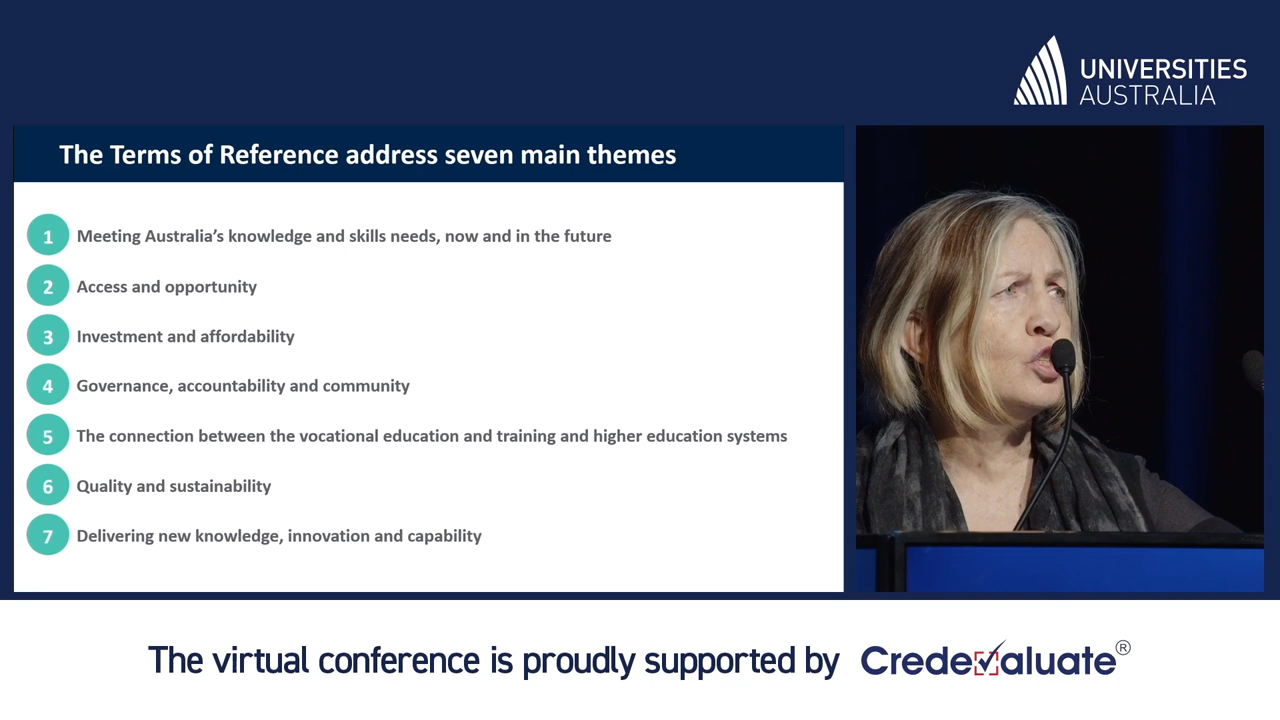 UNIVERSITIES
AUSTRALIA
The Terms of Reference address seven main themes
1 Meeting Australia’s knowledge and skills needs, now and in the future
2 Access and opportunity
3 Investment and affordability
4 Governance, accountability and community
5 The connection between the vocational education and training and higher education systems
6 Quality and sustainability
7 Delivering new knowledge, innovation and capability
The virtual conference is proudly supported by Credevaluate®